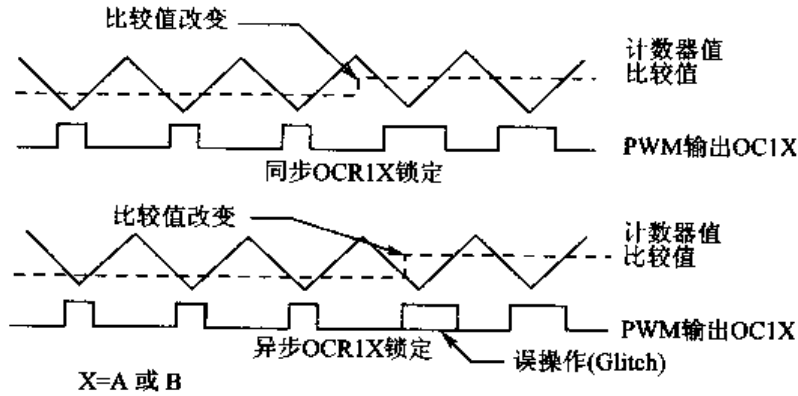 比较值改变
计数器值
比较值
PWM输出OC1X
同步OCR1X锁定
比较值改变
计数器值
比较值
PWM输出OC1X
异步OCR1X锁定
误操作(Glitch)
X=A 或 B